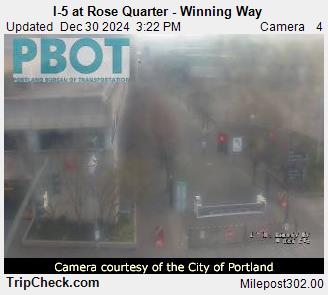 I-5 at Rose Quarter - Winning Way
Updated Dec 30 2024 3:22 PM Camera 4
PBOT
PORTLAND BUREAU OF TRANSPORTATION
Camera courtesy of the City of Portland
TripCheck.com Milepost302.00